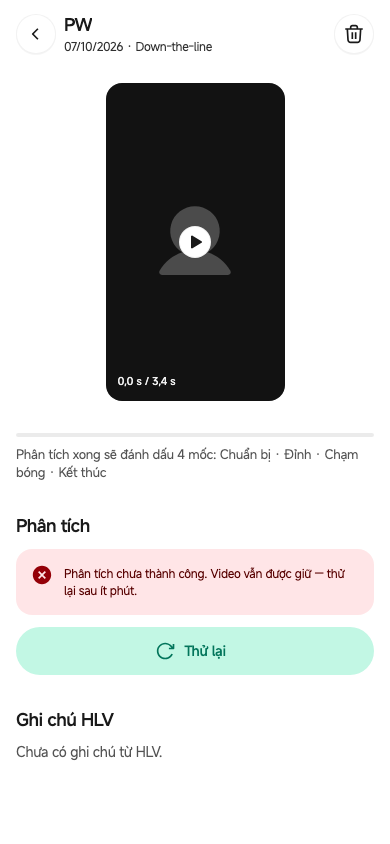 PW
07/10/2026 · Down-the-line
0,0 s / 3,4 s
Phân tích xong sẽ đánh dấu 4 mốc: Chuẩn bị · Đỉnh · Chạm
bóng · Kết thúc
Phân tích
Phân tích chưa thành công. Video vẫn được giữ — thử
lại sau ít phút.
Thử lại
Ghi chú HLV
Chưa có ghi chú từ HLV.